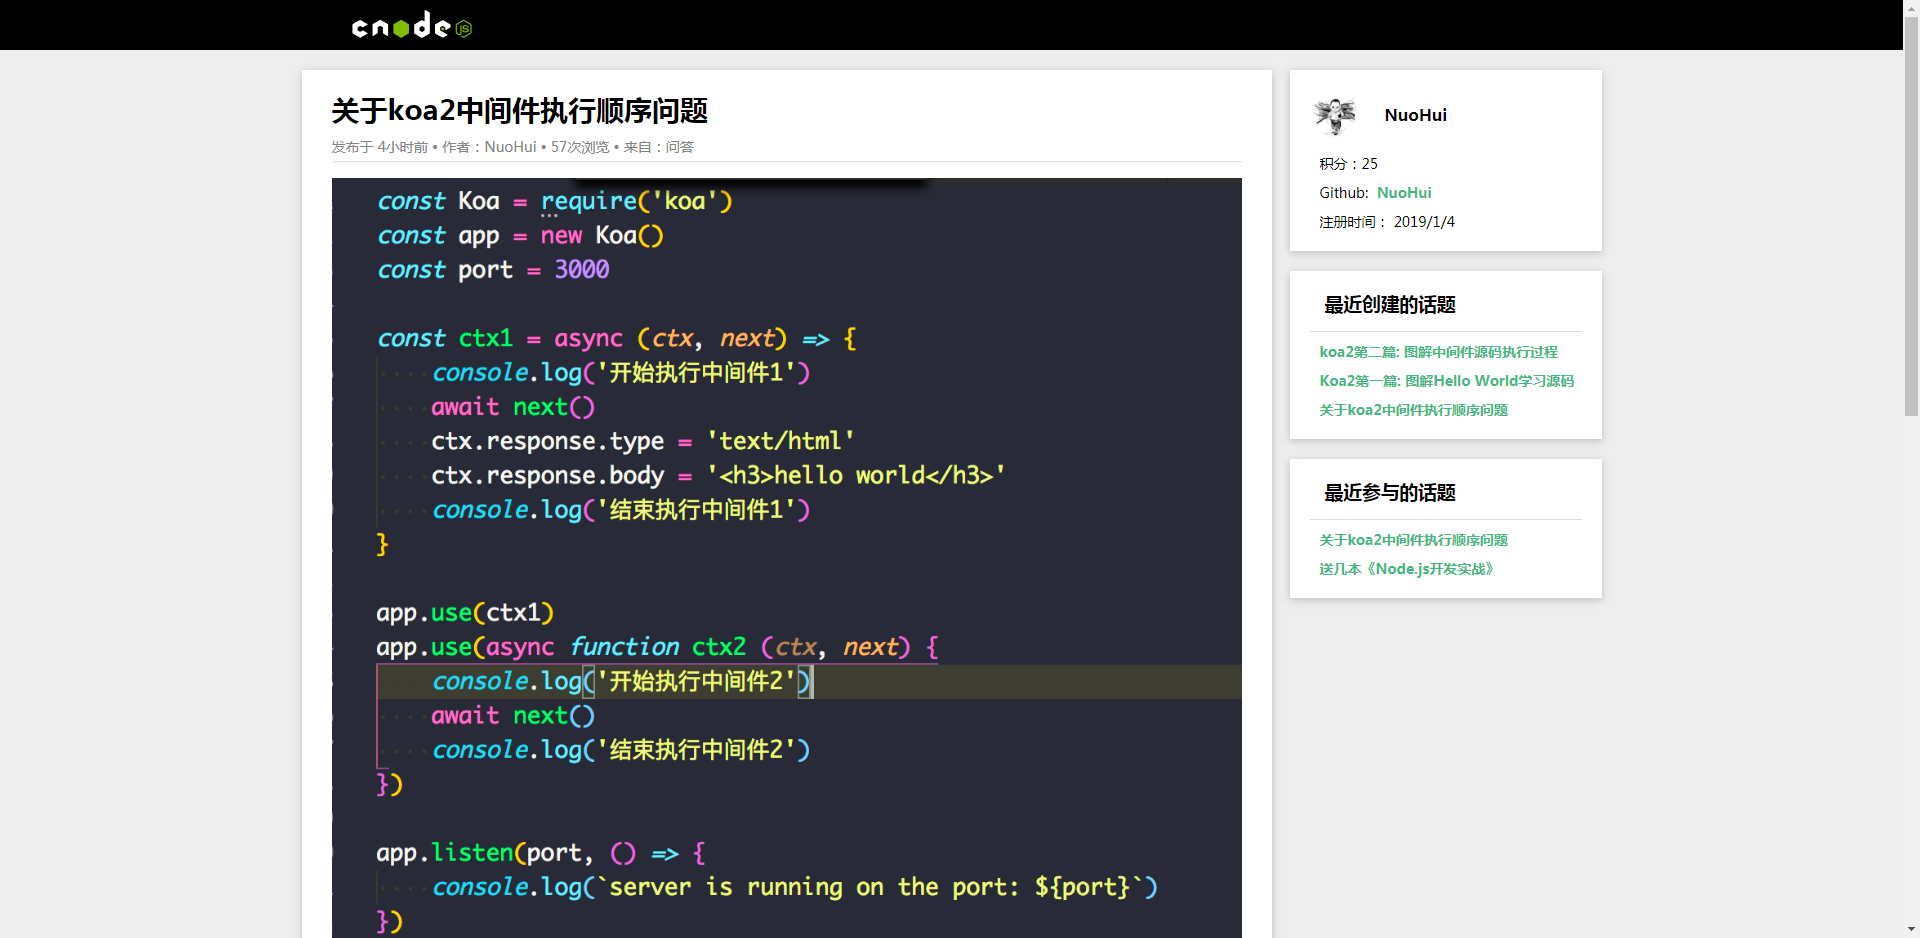 cnode JS
关于koa2中间件执行顺序问题
发布于 4小时前 • 作者：NuoHui • 57次浏览 • 来自：问答
const Koa = require('koa')
const app = new Koa()
const port = 3000
const ctx1 = async (ctx, next) => {
console.log('开始执行中间件1')
await next()
ctx.response.type = 'text/html'
ctx.response.body = '<h3>hello world</h3>'
console.log('结束执行中间件1')
}
app.use(ctx1)
app.use(async function ctx2 (ctx, next) {
console.log('开始执行中间件2')
await next()
console.log('结束执行中间件2')
})
app.listen(port, () => {
console.log(`server is running on the port: ${port}`)
})
NuoHui
积分：25
Github: NuoHui
注册时间： 2019/1/4
最近创建的话题
koa2第二篇: 图解中间件源码执行过程
Koa2第一篇: 图解Hello World学习源码
关于koa2中间件执行顺序问题
最近参与的话题
关于koa2中间件执行顺序问题
送几本《Node.js开发实战》